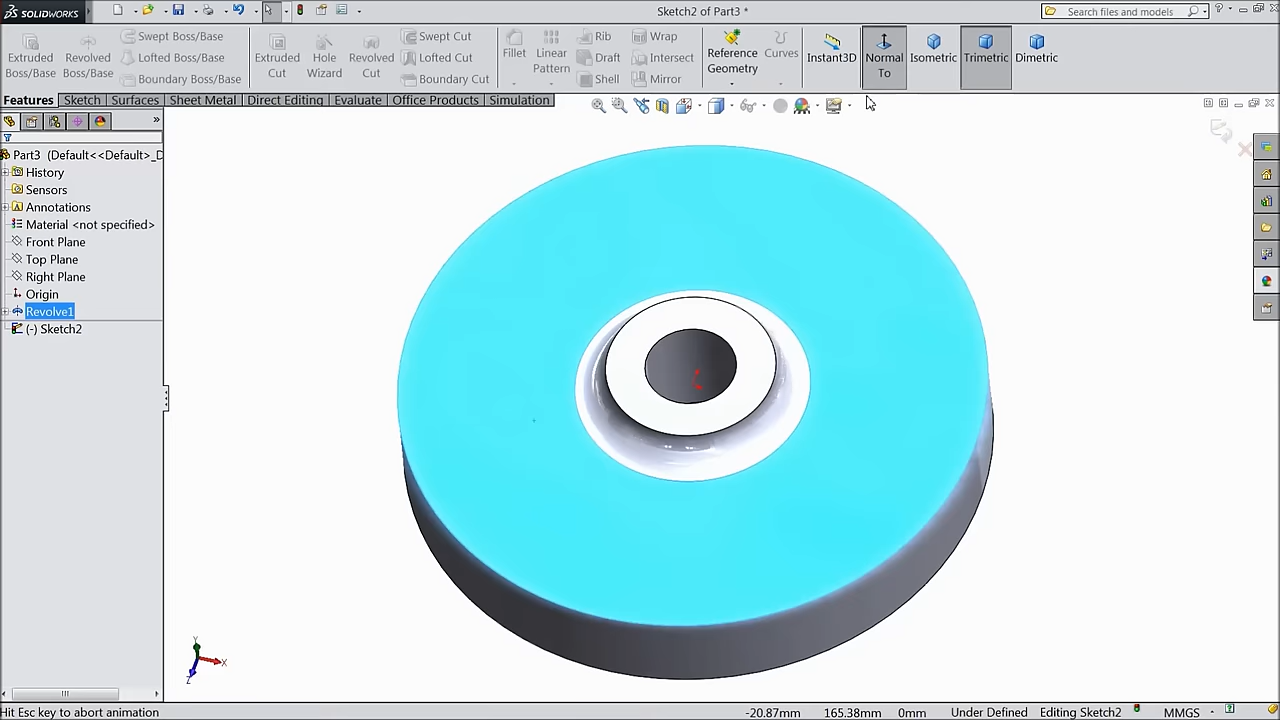 SOLIDWORKS
Sketch2 of Part3 *
Search files and models
Extruded Boss/Base
Revolved Boss/Base
Swept Boss/Base
Lofted Boss/Base
Boundary Boss/Base
Extruded Cut
Hole Wizard
Revolved Cut
Swept Cut
Lofted Cut
Boundary Cut
Fillet
Linear Pattern
Rib
Draft
Shell
Wrap
Intersect
Mirror
Reference Geometry
Curves
Instant3D
Normal To
Isometric
Trimetric
Dimetric
Features Sketch Surfaces Sheet Metal Direct Editing Evaluate Office Products Simulation
Part3 (Default<<Default>_D
History
Sensors
Annotations
Material <not specified>
Front Plane
Top Plane
Right Plane
Origin
Revolve1
(-) Sketch2
Y
X
Z
Hit Esc key to abort animation
-20.87mm 165.38mm 0mm Under Defined Editing Sketch2 MMGS